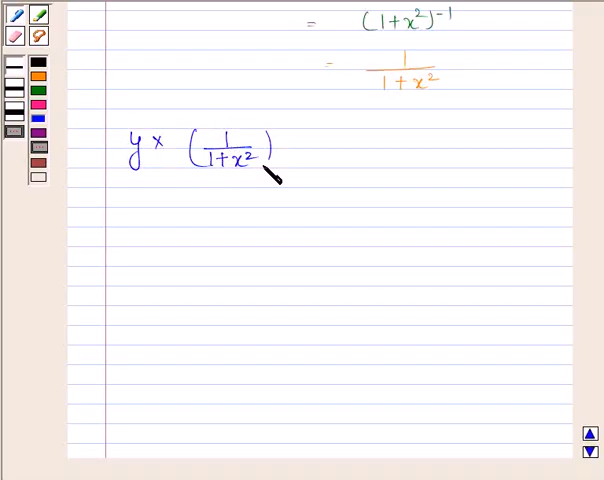 = (1+x²)⁻¹
= 1/(1+x²)
y × (1/(1+x²))